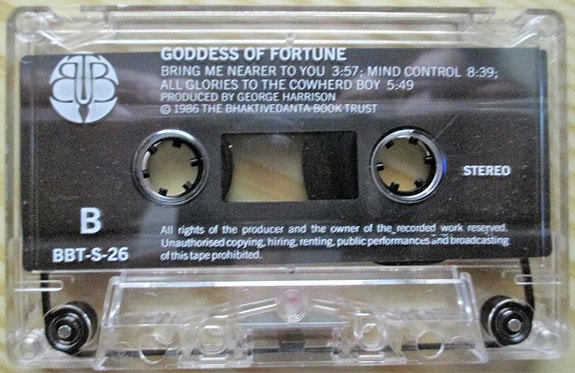 GODDESS OF FORTUNE
BRING ME NEARER TO YOU 3:57; MIND CONTROL 8:39;
ALL GLORIES TO THE COWHERD BOY 5:49
PRODUCED BY GEORGE HARRISON
© 1986 THE BHAKTIVEDANTA BOOK TRUST
BBT
STEREO
B
BBT-S-26
All rights of the producer and the owner of the recorded work reserved.
Unauthorised copying, hiring, renting, public performances and broadcasting
of this tape prohibited.